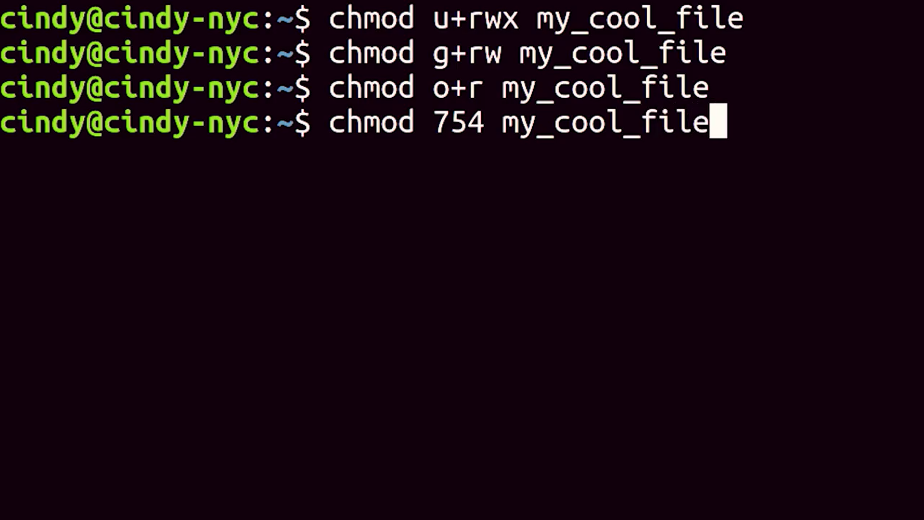 cindy@cindy-nyc:~$ chmod u+rwx my_cool_file
cindy@cindy-nyc:~$ chmod g+rw my_cool_file
cindy@cindy-nyc:~$ chmod o+r my_cool_file
cindy@cindy-nyc:~$ chmod 754 my_cool_file